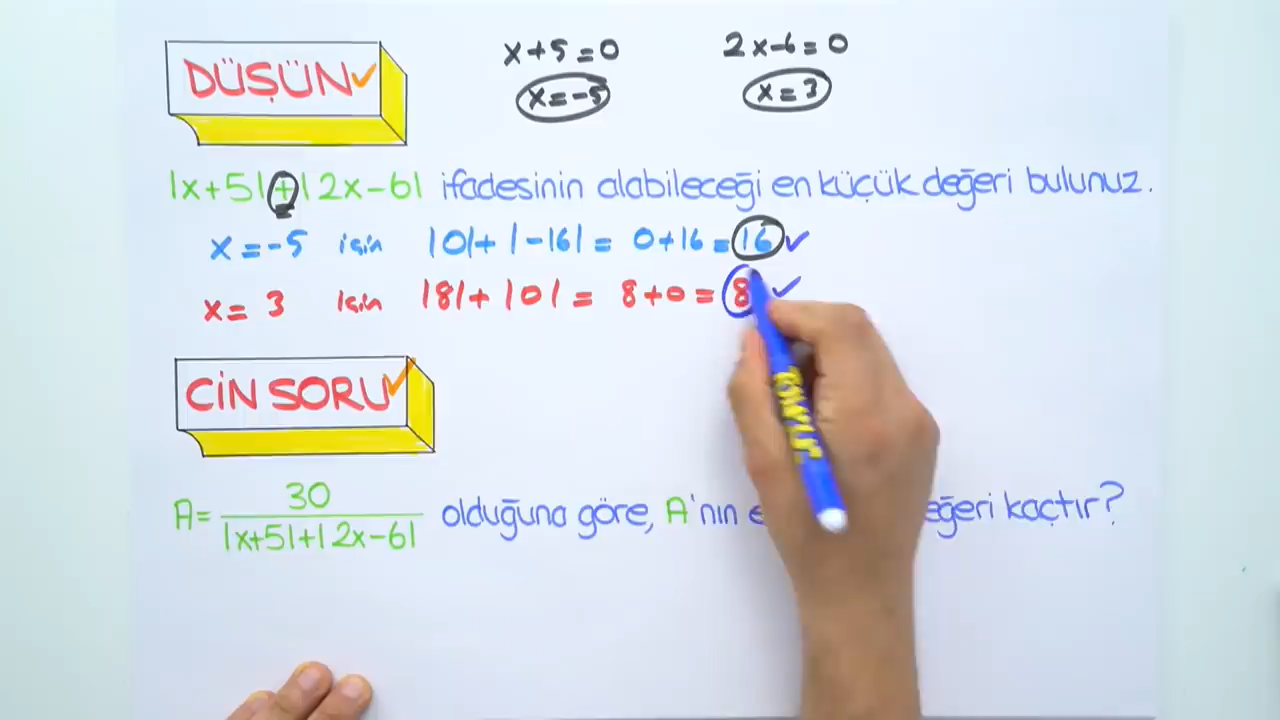 x+5=0
x=-5
2x-6=0
x=3
DÜŞÜN
|x+5|+|2x-6| ifadesinin alabileceği en küçük değeri bulunuz.
x=-5 için |0|+|-16|= 0+16=16
x=3 için |8|+|0|= 8+0=8
CİN SORU
A= 30 / |x+5|+|2x-6| olduğuna göre, A'nın değeri kaçtır?